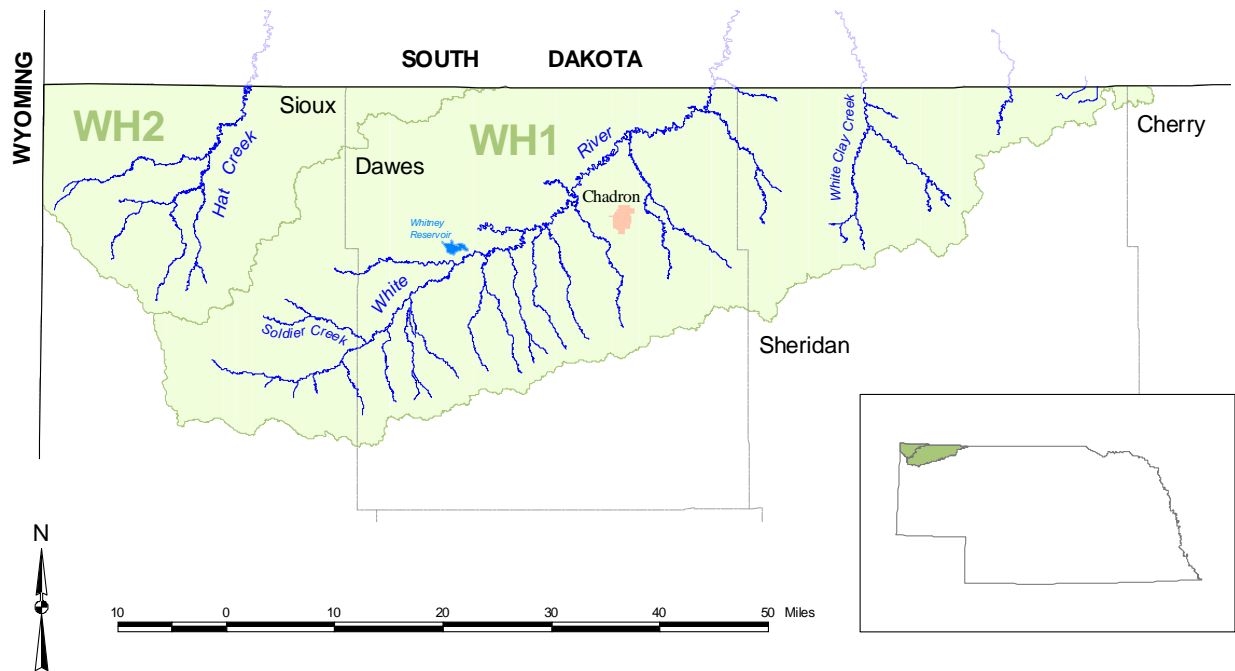 SOUTH DAKOTA
WYOMING
Sioux
WH2
WH1
Cherry
Hat Creek
River
White Clay Creek
Dawes
Chadron
Whitney
Reservoir
White
Soldier Creek
Sheridan
N
10 0 10 20 30 40 50 Miles